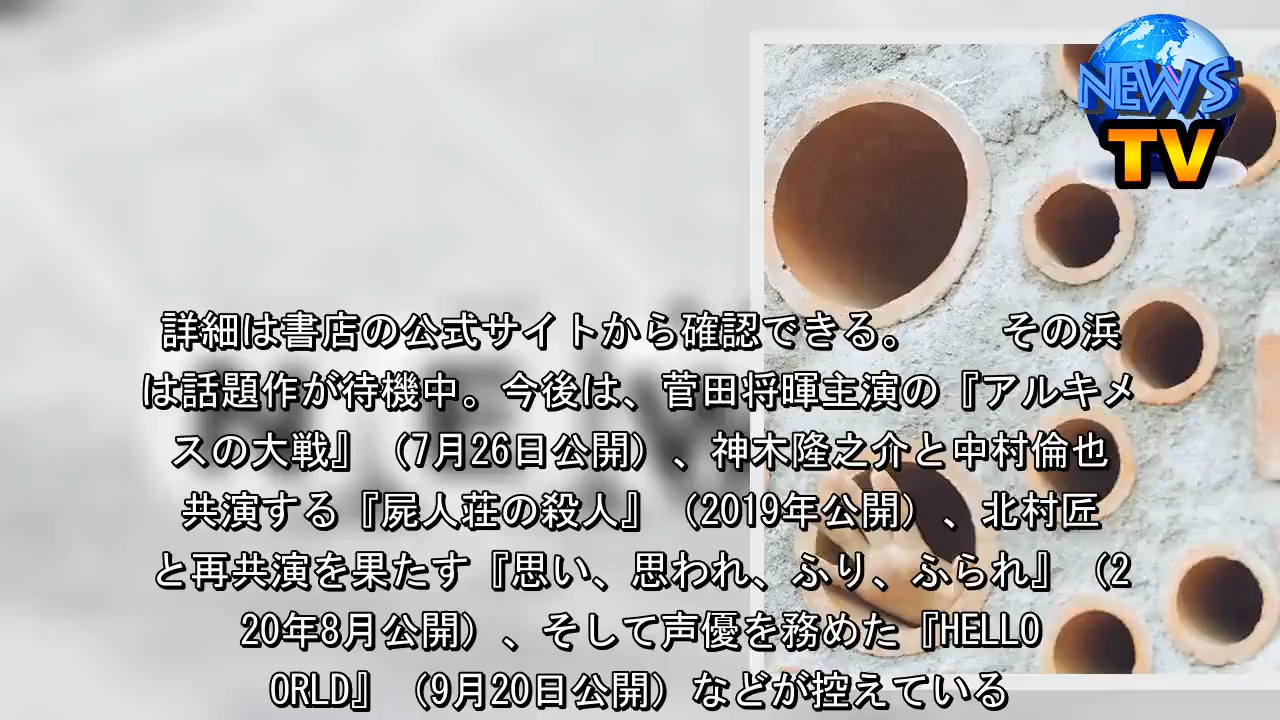 NEWS
TV
詳細は書店の公式サイトから確認できる。　　その浜
は話題作が待機中。今後は、菅田将暉主演の『アルキメ
スの大戦』（7月26日公開）、神木隆之介と中村倫也
共演する『屍人荘の殺人』（2019年公開）、北村匠
と再共演を果たす『思い、思われ、ふり、ふられ』（2
20年8月公開）、そして声優を務めた『HELLO
ORLD』（9月20日公開）などが控えている